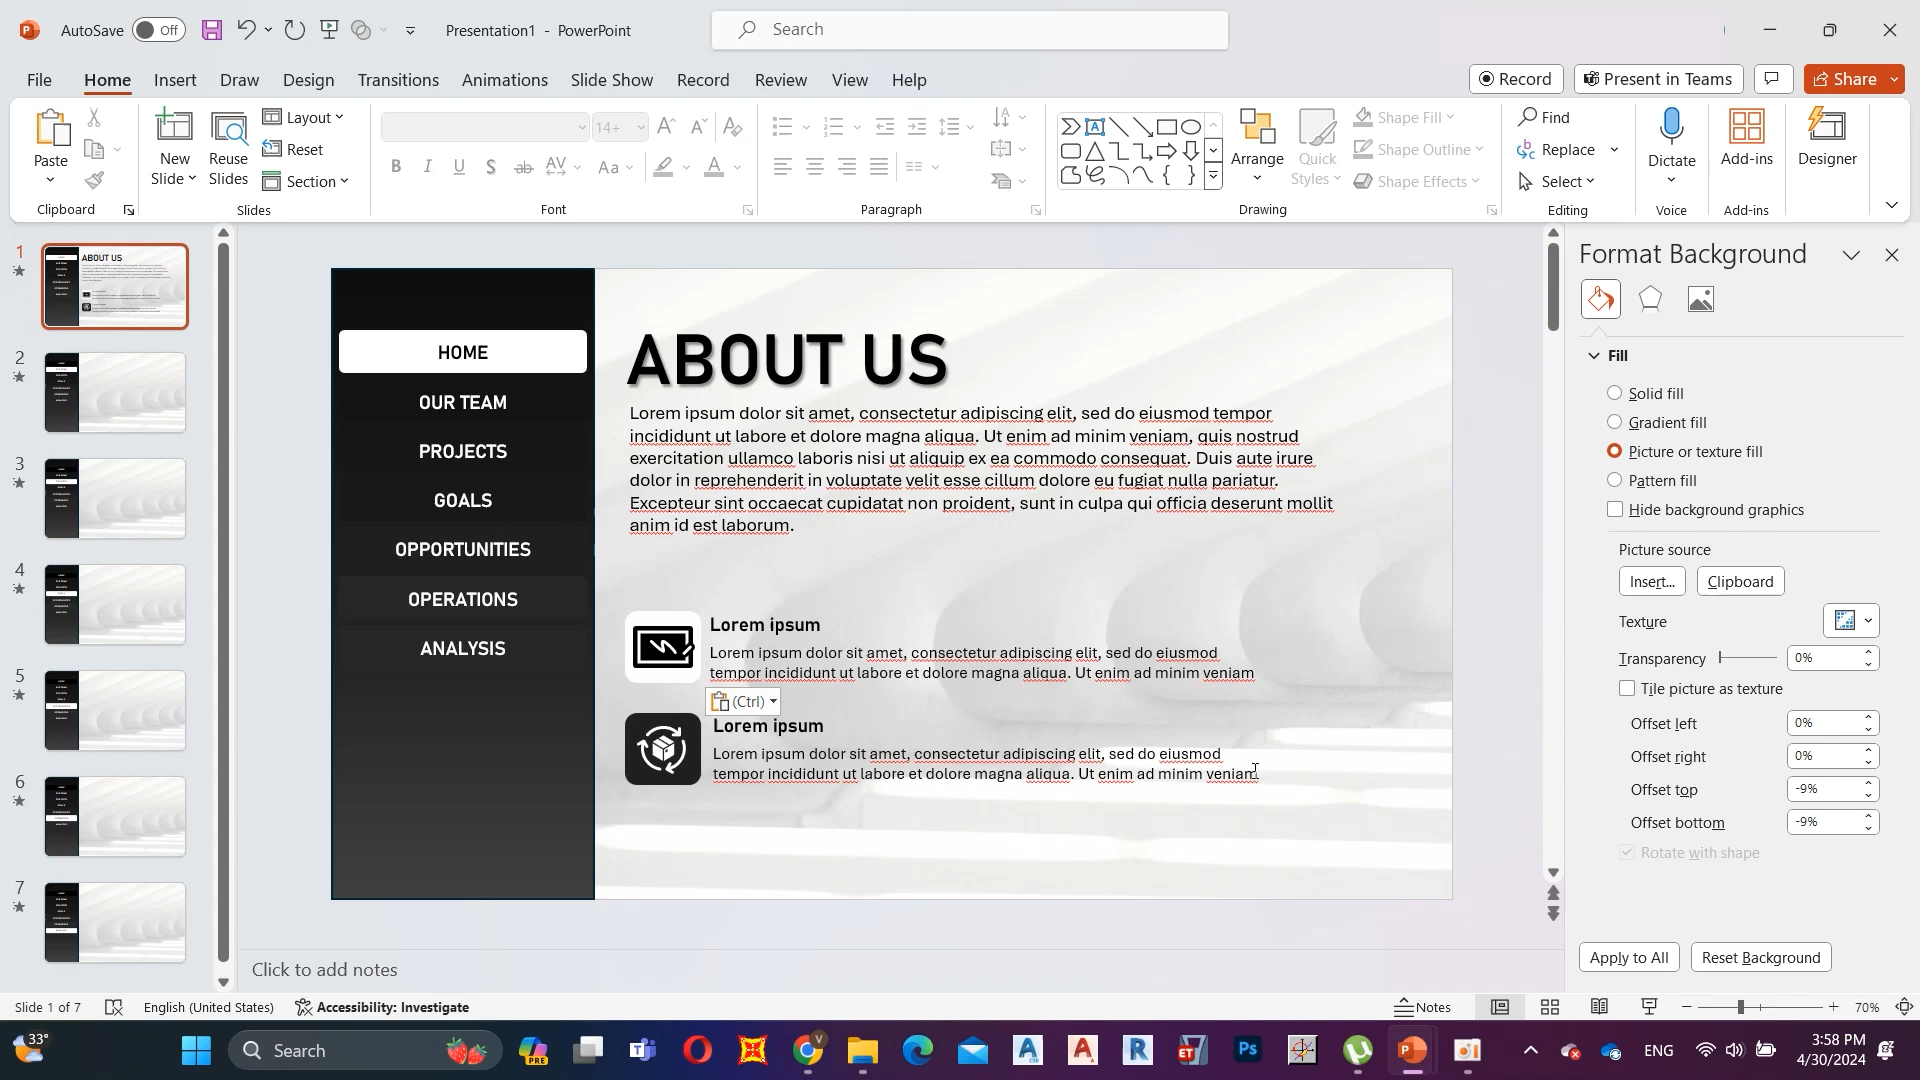 AutoSave Off Presentation1 - PowerPoint Search
File Home Insert Draw Design Transitions Animations Slide Show Record Review View Help Record Present in Teams Share
Paste
New Slide
Reuse Slides
Layout
Reset
Section
14+
B I U S ab AV Aa A
Arrange
Quick Styles
Shape Fill
Shape Outline
Shape Effects
Find
Replace
Select
Dictate
Add-ins
Designer
Clipboard Slides Font Paragraph Drawing Editing Voice Add-ins
1
2
3
4
5
6
7
HOME
OUR TEAM
PROJECTS
GOALS
OPPORTUNITIES
OPERATIONS
ANALYSIS
ABOUT US
Lorem ipsum dolor sit amet, consectetur adipiscing elit, sed do eiusmod tempor
incididunt ut labore et dolore magna aliqua. Ut enim ad minim veniam, quis nostrud
exercitation ullamco laboris nisi ut aliquip ex ea commodo consequat. Duis aute irure
dolor in reprehenderit in voluptate velit esse cillum dolore eu fugiat nulla pariatur.
Excepteur sint occaecat cupidatat non proident, sunt in culpa qui officia deserunt mollit
anim id est laborum.
Lorem ipsum
Lorem ipsum dolor sit amet, consectetur adipiscing elit, sed do eiusmod
tempor incididunt ut labore et dolore magna aliqua. Ut enim ad minim veniam
(Ctrl)
Lorem ipsum
Lorem ipsum dolor sit amet, consectetur adipiscing elit, sed do eiusmod
tempor incididunt ut labore et dolore magna aliqua. Ut enim ad minim veniam
Format Background
Fill
Solid fill
Gradient fill
Picture or texture fill
Pattern fill
Hide background graphics
Picture source
Insert... Clipboard
Texture
Transparency 0%
Tile picture as texture
Offset left 0%
Offset right 0%
Offset top -9%
Offset bottom -9%
Rotate with shape
Apply to All Reset Background
Click to add notes
Slide 1 of 7 English (United States) Accessibility: Investigate Notes 70%
33° Search PRE ENG 3:58 PM
4/30/2024